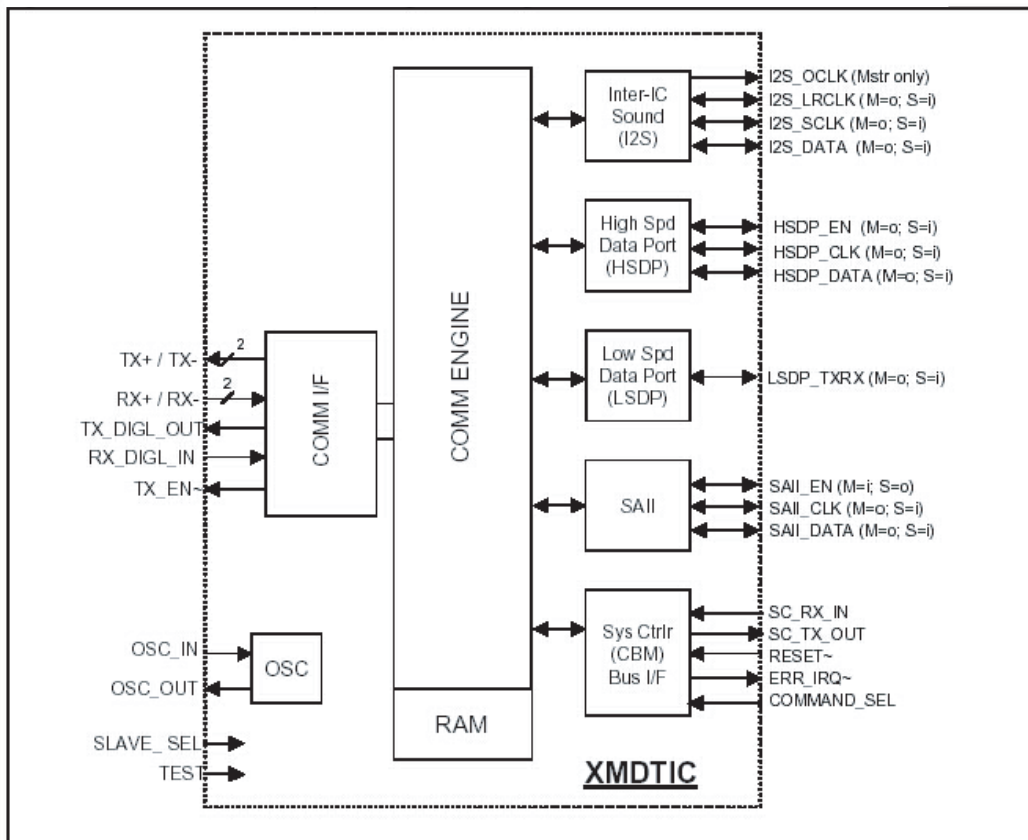 TX+ / TX-
2
RX+ / RX-
2
TX_DIGL_OUT
RX_DIGL_IN
TX_EN~
COMM I/F
OSC_IN
OSC_OUT
OSC
SLAVE_ SEL
TEST
COMM ENGINE
RAM
Inter-IC
Sound
(I2S)
I2S_OCLK (Mstr only)
I2S_LRCLK (M=o; S=i)
I2S_SCLK (M=o; S=i)
I2S_DATA (M=o; S=i)
High Spd
Data Port
(HSDP)
HSDP_EN (M=o; S=i)
HSDP_CLK (M=o; S=i)
HSDP_DATA (M=o; S=i)
Low Spd
Data Port
(LSDP)
LSDP_TXRX (M=o; S=i)
SAII
SAII_EN (M=i; S=o)
SAII_CLK (M=o; S=i)
SAII_DATA (M=o; S=i)
Sys Ctrlr
(CBM)
Bus I/F
SC_RX_IN
SC_TX_OUT
RESET~
ERR_IRQ~
COMMAND_SEL
XMDTIC